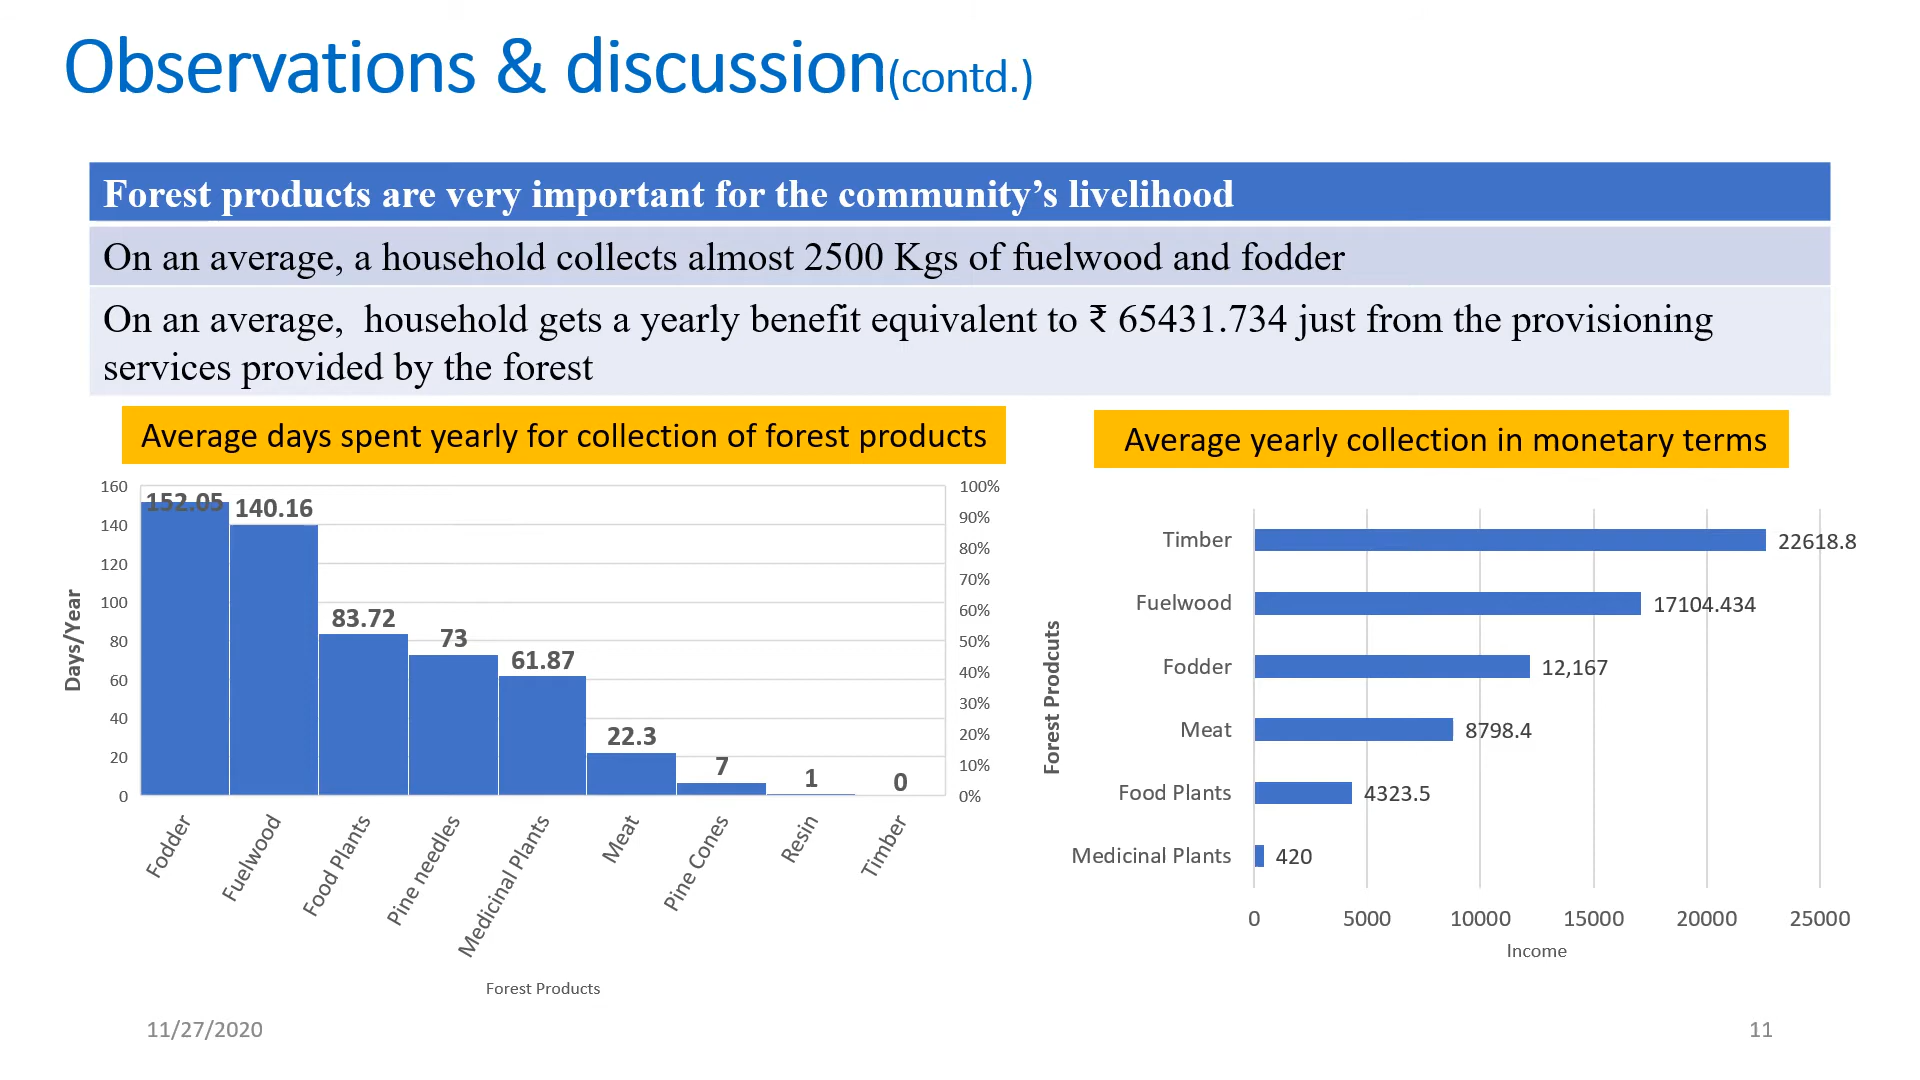 Observations & discussion(contd.)
Forest products are very important for the community’s livelihood
On an average, a household collects almost 2500 Kgs of fuelwood and fodder
On an average,  household gets a yearly benefit equivalent to ₹ 65431.734 just from the provisioning
services provided by the forest
Average days spent yearly for collection of forest products
160
140
120
100
80
60
40
20
0
Days/Year
152.05
140.16
83.72
73
61.87
22.3
7
1
0
100%
90%
80%
70%
60%
50%
40%
30%
20%
10%
0%
Fodder
Fuelwood
Food Plants
Pine needles
Medicinal Plants
Meat
Pine Cones
Resin
Timber
Forest Products
Average yearly collection in monetary terms
Forest Prodcuts
Timber 22618.8
Fuelwood 17104.434
Fodder 12,167
Meat 8798.4
Food Plants 4323.5
Medicinal Plants 420
0 5000 10000 15000 20000 25000
Income
11/27/2020
11